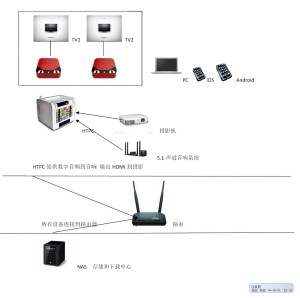 TV1 TV2
PC IOS Android
HTPC 投影机
5.1 声道音响系统
HTPC 提供数字音频到音响 输出 HDMI 到投影
所有设备连接到路由器 路由
NAS 存储和下载中心